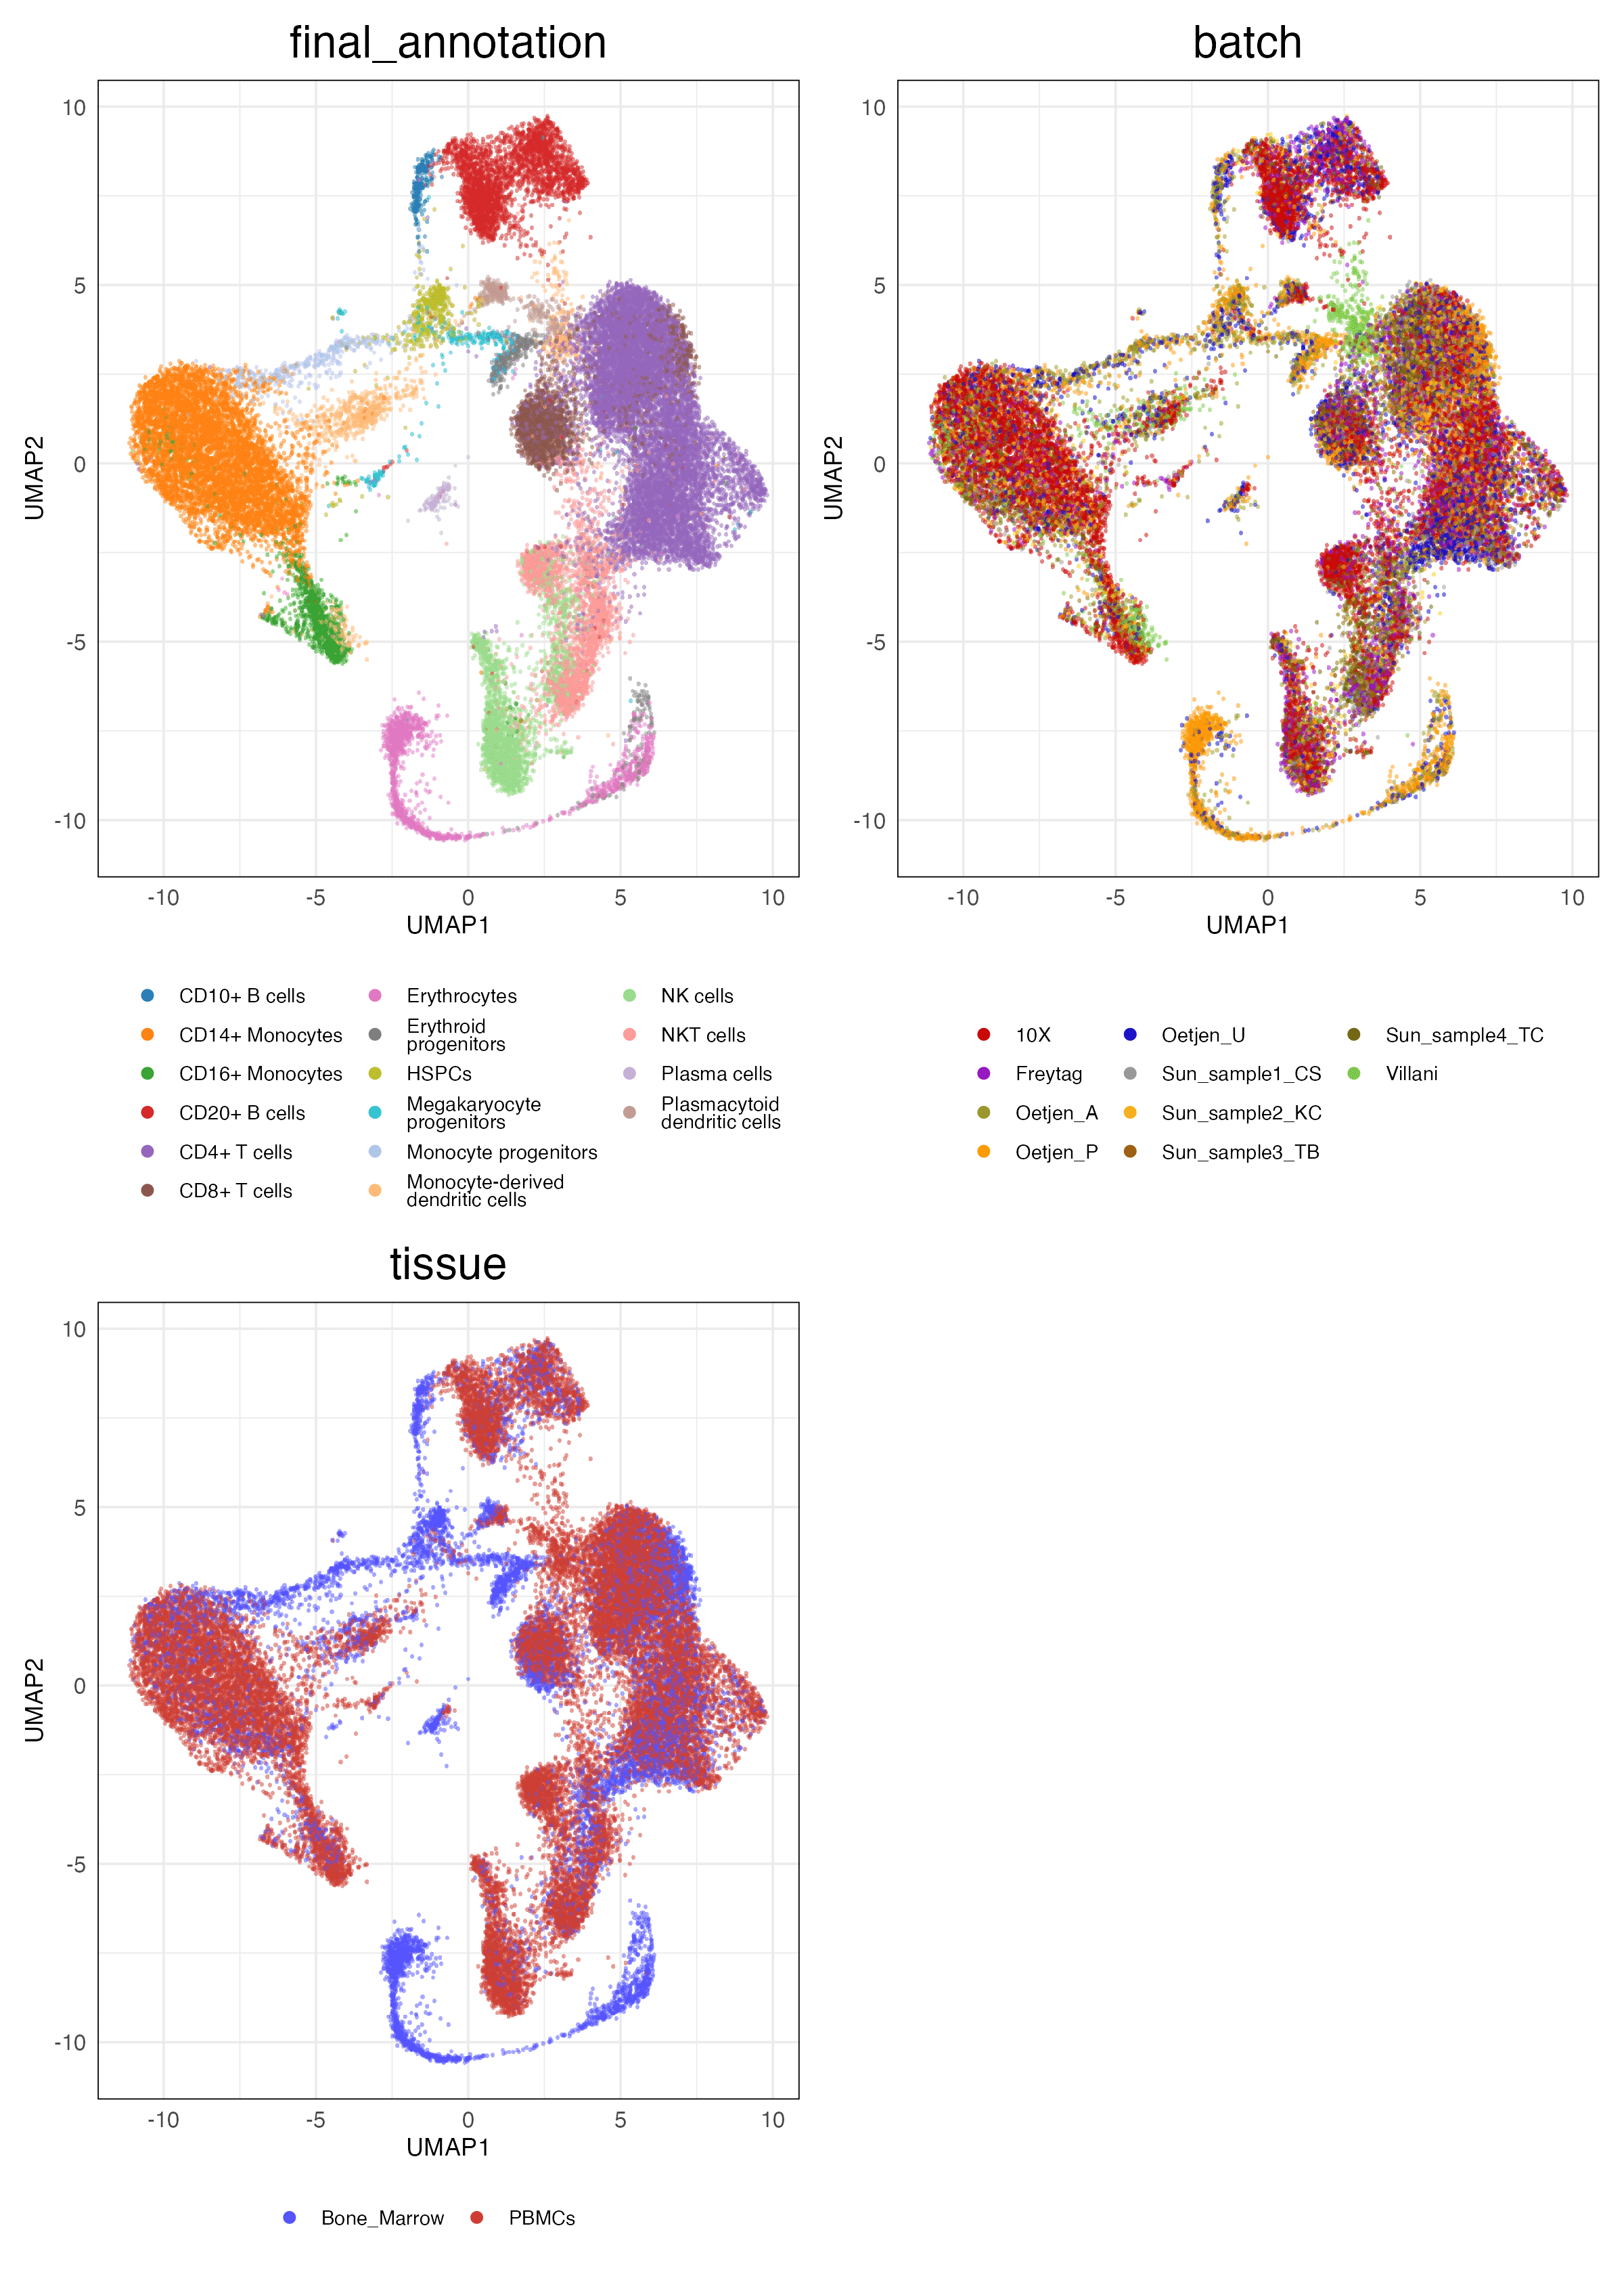 final_annotation
batch
10
5
0
-5
-10
UMAP2
-10
-5
0
5
10
UMAP1
10
5
0
-5
-10
UMAP2
-10
-5
0
5
10
UMAP1
CD10+ B cells
CD14+ Monocytes
CD16+ Monocytes
CD20+ B cells
CD4+ T cells
CD8+ T cells
Erythrocytes
Erythroid
progenitors
HSPCs
Megakaryocyte
progenitors
Monocyte progenitors
Monocyte-derived
dendritic cells
NK cells
NKT cells
Plasma cells
Plasmacytoid
dendritic cells
10X
Freytag
Oetjen_A
Oetjen_P
Oetjen_U
Sun_sample1_CS
Sun_sample2_KC
Sun_sample3_TB
Sun_sample4_TC
Villani
tissue
10
5
0
-5
-10
UMAP2
-10
-5
0
5
10
UMAP1
Bone_Marrow
PBMCs